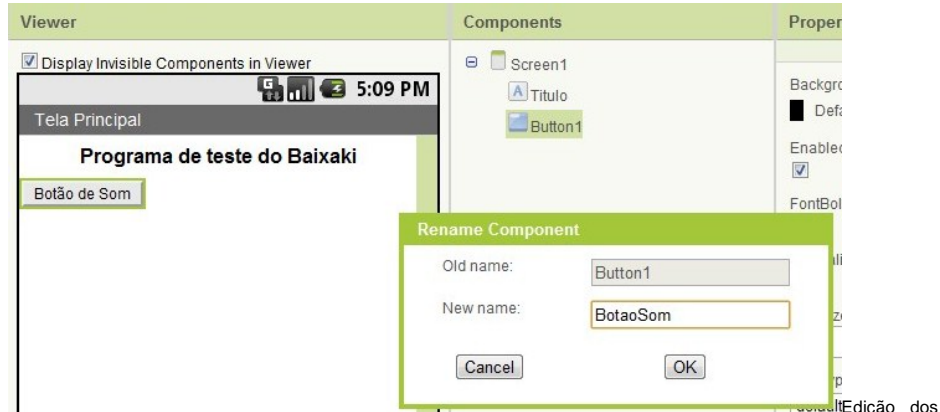 Viewer
Display Invisible Components in Viewer
5:09 PM
Tela Principal
Programa de teste do Baixaki
Botão de Som
Components
Screen1
A Titulo
Button1
Rename Component
Old name:
Button1
New name:
BotaoSom
Cancel
OK
Edição dos